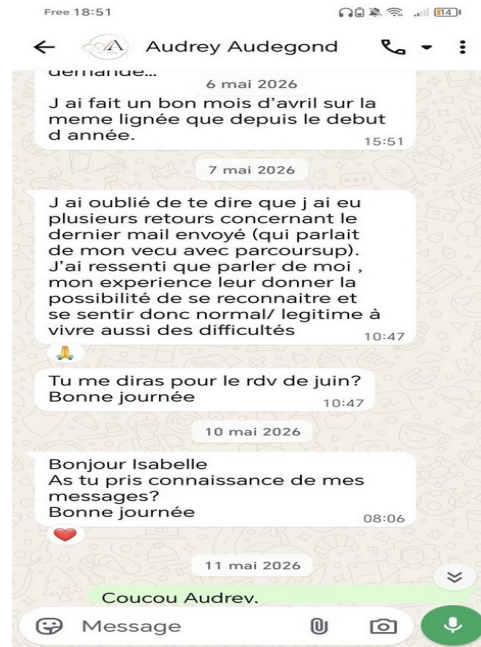 Free 18:51
14
Audrey Audegond
demande...
6 mai 2026
J ai fait un bon mois d'avril sur la
meme lignée que depuis le debut
d année.
15:51
7 mai 2026
J ai oublié de te dire que j ai eu
plusieurs retours concernant le
dernier mail envoyé (qui parlait
de mon vecu avec parcoursup).
J'ai ressenti que parler de moi ,
mon experience leur donner la
possibilité de se reconnaitre et
se sentir donc normal/ legitime à
vivre aussi des difficultés
10:47
Tu me diras pour le rdv de juin?
Bonne journée
10:47
10 mai 2026
Bonjour Isabelle
As tu pris connaissance de mes
messages?
Bonne journée
08:06
11 mai 2026
Coucou Audrey,
Message